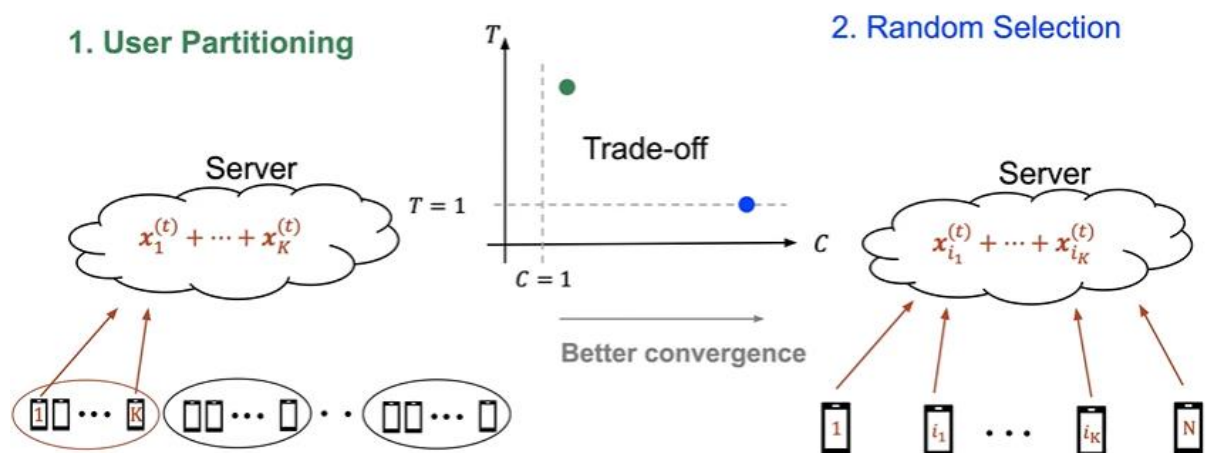 1. User Partitioning
Server
x_1^{(t)} + ⋯ + x_K^{(t)}
1 ••• K ••• •• •••
T
Trade-off
T = 1
C
C = 1
Better convergence
2. Random Selection
Server
x_{i_1}^{(t)} + ⋯ + x_{i_K}^{(t)}
1 i_1 ••• i_K N